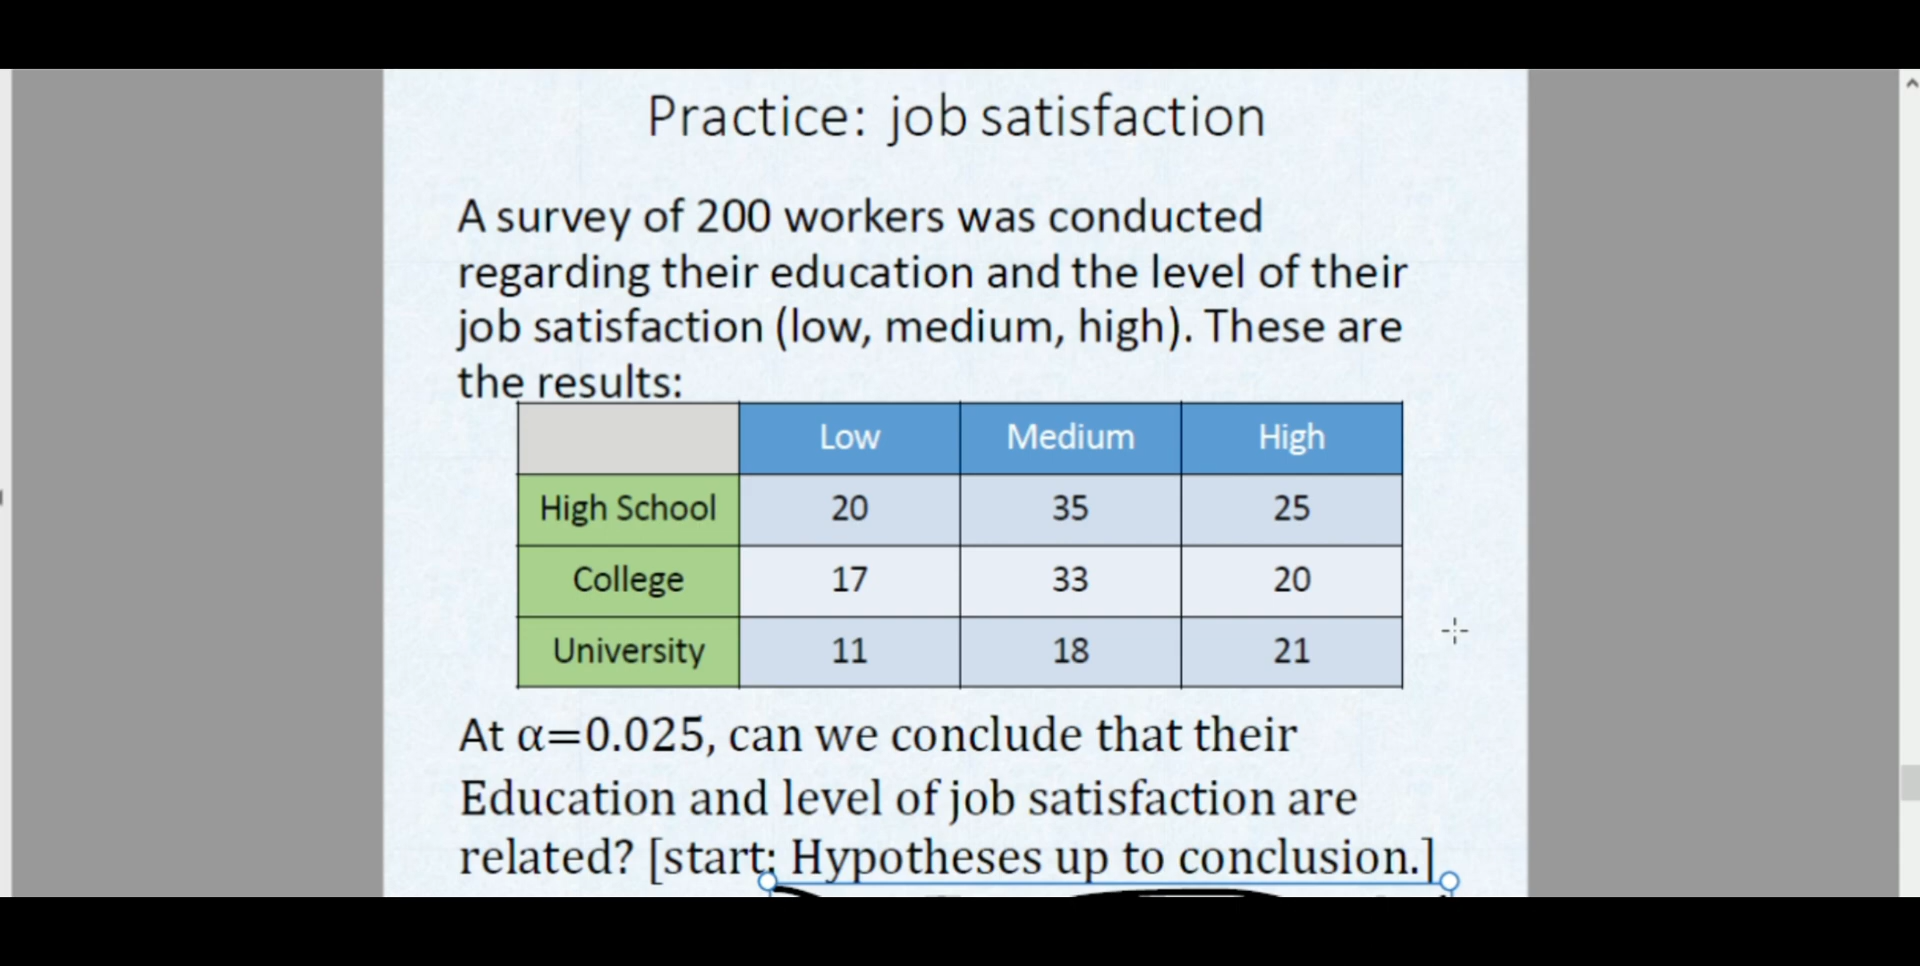 Practice: job satisfaction
A survey of 200 workers was conducted
regarding their education and the level of their
job satisfaction (low, medium, high). These are
the results:
Low Medium High
High School 20 35 25
College 17 33 20
University 11 18 21
At α=0.025, can we conclude that their
Education and level of job satisfaction are
related? [start: Hypotheses up to conclusion.]